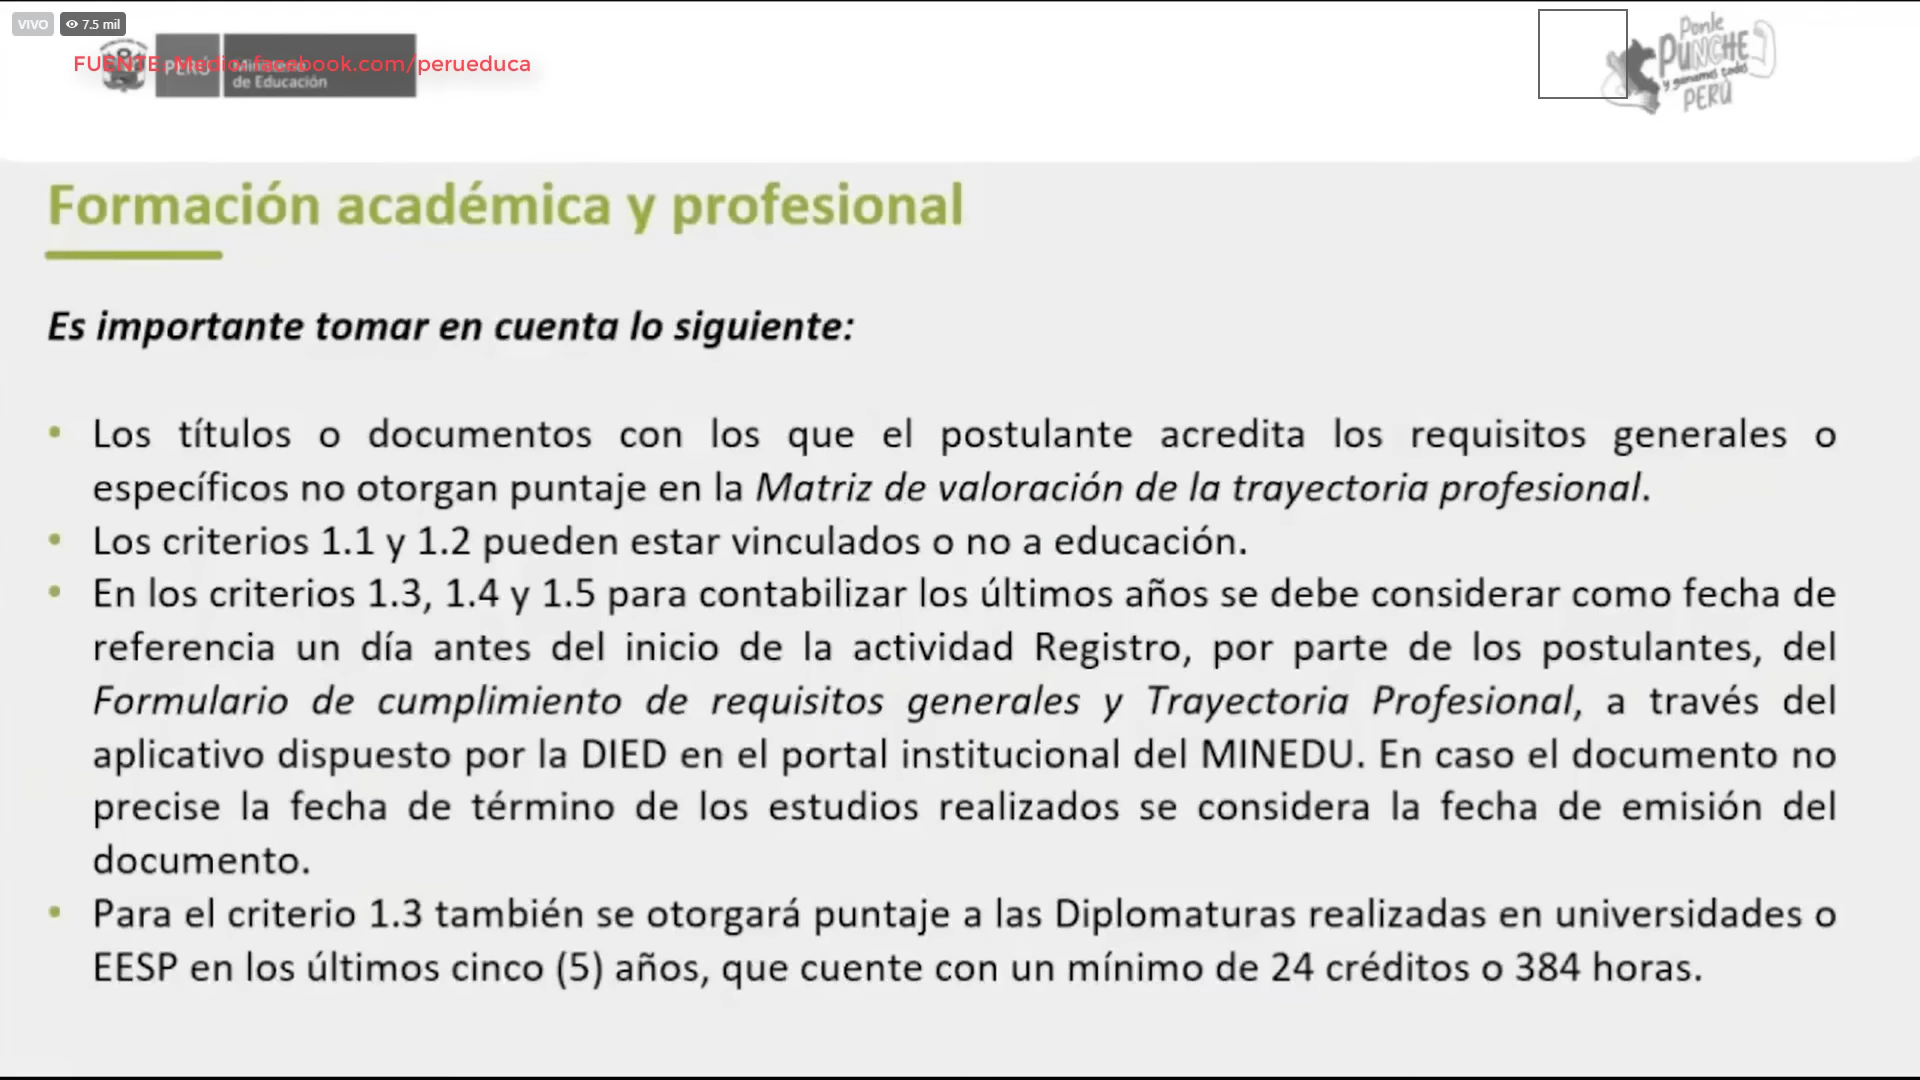 VIVO 7.5 mil
FUENTE: Medio: facebook.com/perueduca
PERÚ Ministerio
de Educación
Ponle
PUNCHE
y ganamos todos
PERÚ
Formación académica y profesional
Es importante tomar en cuenta lo siguiente:
• Los títulos o documentos con los que el postulante acredita los requisitos generales o
específicos no otorgan puntaje en la Matriz de valoración de la trayectoria profesional.
• Los criterios 1.1 y 1.2 pueden estar vinculados o no a educación.
• En los criterios 1.3, 1.4 y 1.5 para contabilizar los últimos años se debe considerar como fecha de
referencia un día antes del inicio de la actividad Registro, por parte de los postulantes, del
Formulario de cumplimiento de requisitos generales y Trayectoria Profesional, a través del
aplicativo dispuesto por la DIED en el portal institucional del MINEDU. En caso el documento no
precise la fecha de término de los estudios realizados se considera la fecha de emisión del
documento.
• Para el criterio 1.3 también se otorgará puntaje a las Diplomaturas realizadas en universidades o
EESP en los últimos cinco (5) años, que cuente con un mínimo de 24 créditos o 384 horas.